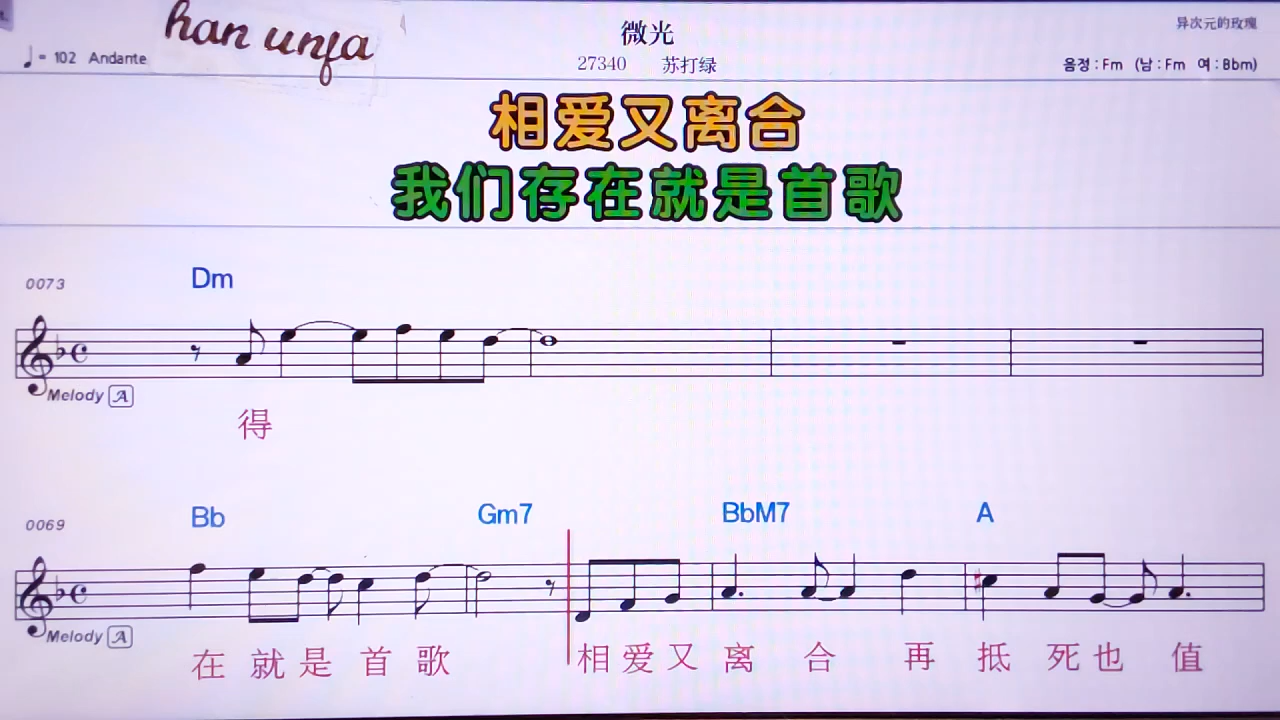 han unfa
微光
异次元的玫瑰
♩= 102 Andante
27340 苏打绿
음정 : Fm (남 : Fm 여 : Bbm)
相爱又离合
我们存在就是首歌
0073 Dm
Melody A
得
0069 Bb Gm7 BbM7 A
Melody A
在 就 是 首 歌 相 爱 又 离 合 再 抵 死 也 值